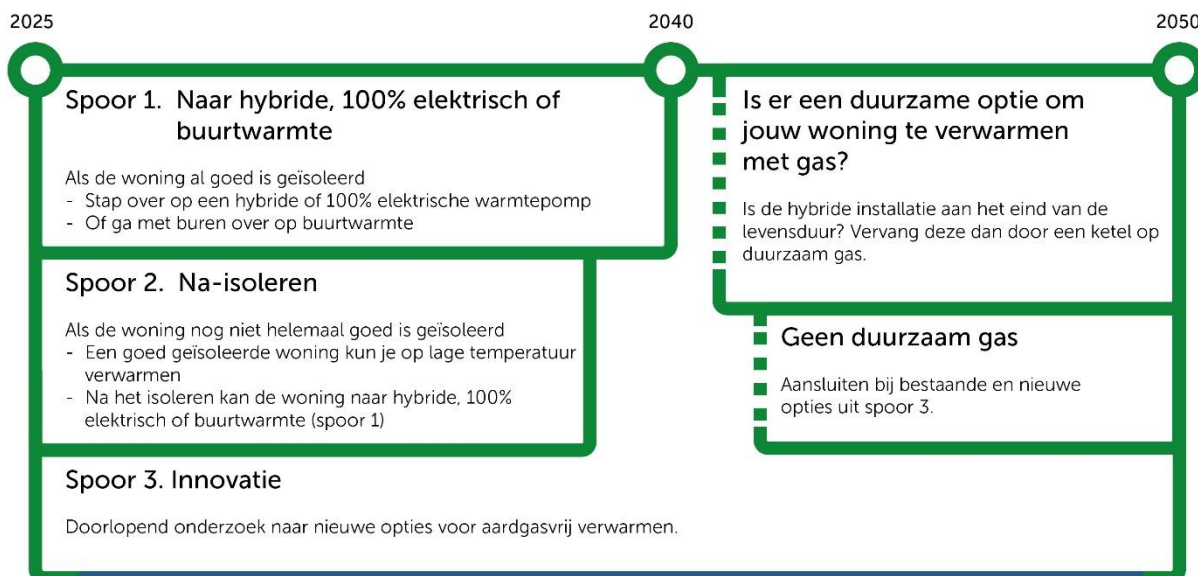 2025
2040
2050
Spoor 1. Naar hybride, 100% elektrisch of
buurtwarmte
Als de woning al goed is geïsoleerd
- Stap over op een hybride of 100% elektrische warmtepomp
- Of ga met buren over op buurtwarmte
Spoor 2. Na-isoleren
Als de woning nog niet helemaal goed is geïsoleerd
- Een goed geïsoleerde woning kun je op lage temperatuur
verwarmen
- Na het isoleren kan de woning naar hybride, 100%
elektrisch of buurtwarmte (spoor 1)
Spoor 3. Innovatie
Doorlopend onderzoek naar nieuwe opties voor aardgasvrij verwarmen.
Is er een duurzame optie om
jouw woning te verwarmen
met gas?
Is de hybride installatie aan het eind van de
levensduur? Vervang deze dan door een ketel op
duurzaam gas.
Geen duurzaam gas
Aansluiten bij bestaande en nieuwe
opties uit spoor 3.